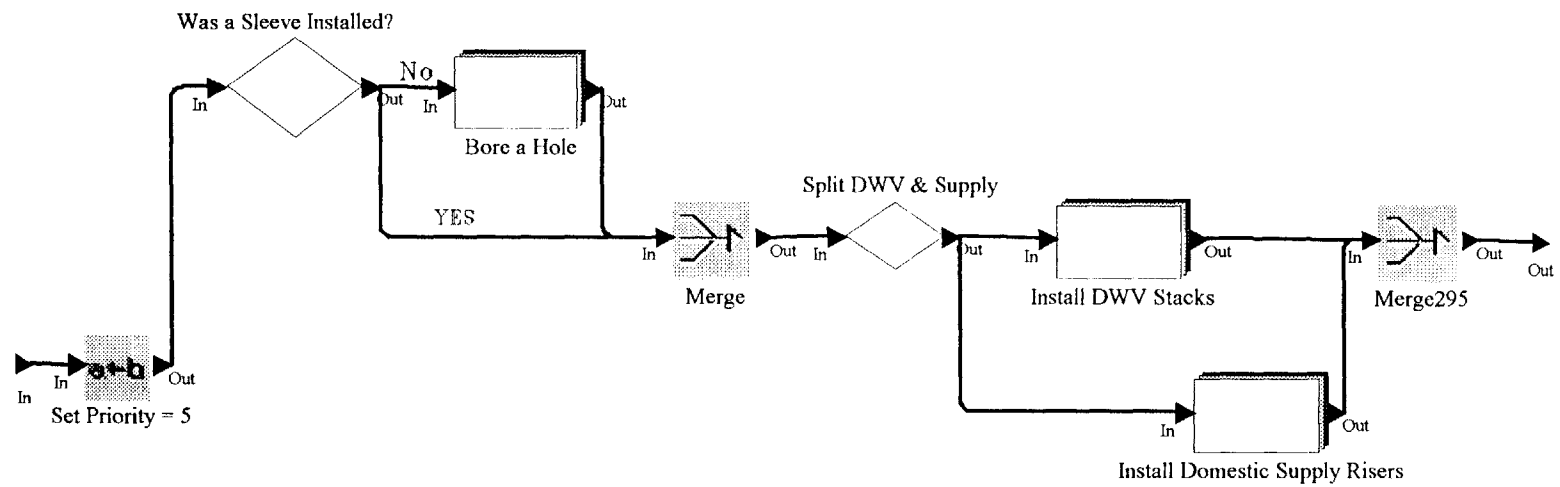 Was a Sleeve Installed?
No
In
Out
In
Out
Bore a Hole
YES
In
Merge
Out
Split DWV & Supply
In
Out
In
Install DWV Stacks
Out
In
Merge295
Out
Out
In
In
a←b
Out
Set Priority = 5
In
Out
Install Domestic Supply Risers